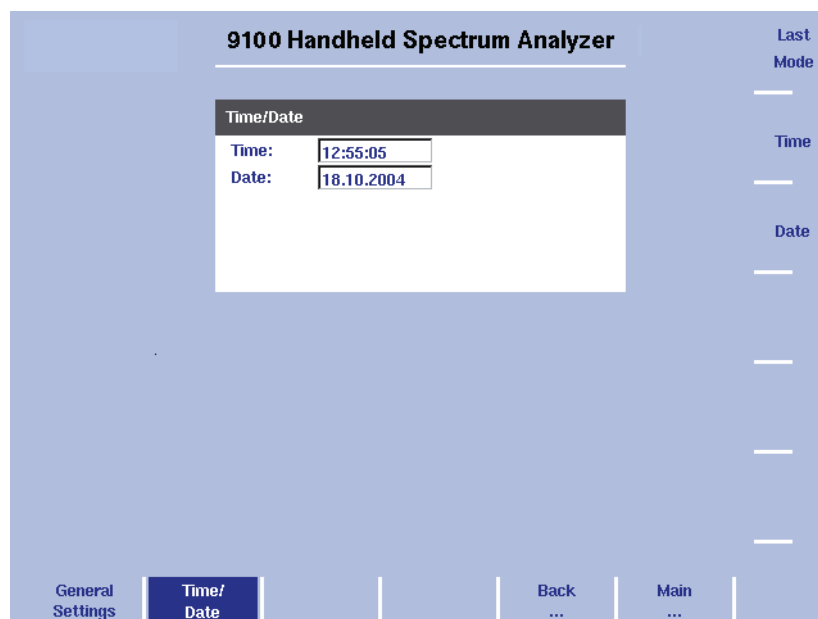 9100 Handheld Spectrum Analyzer
Last
Mode
Time/Date
Time: 12:55:05
Date: 18.10.2004
Time
Date
General
Settings
Time/
Date
Back
...
Main
...